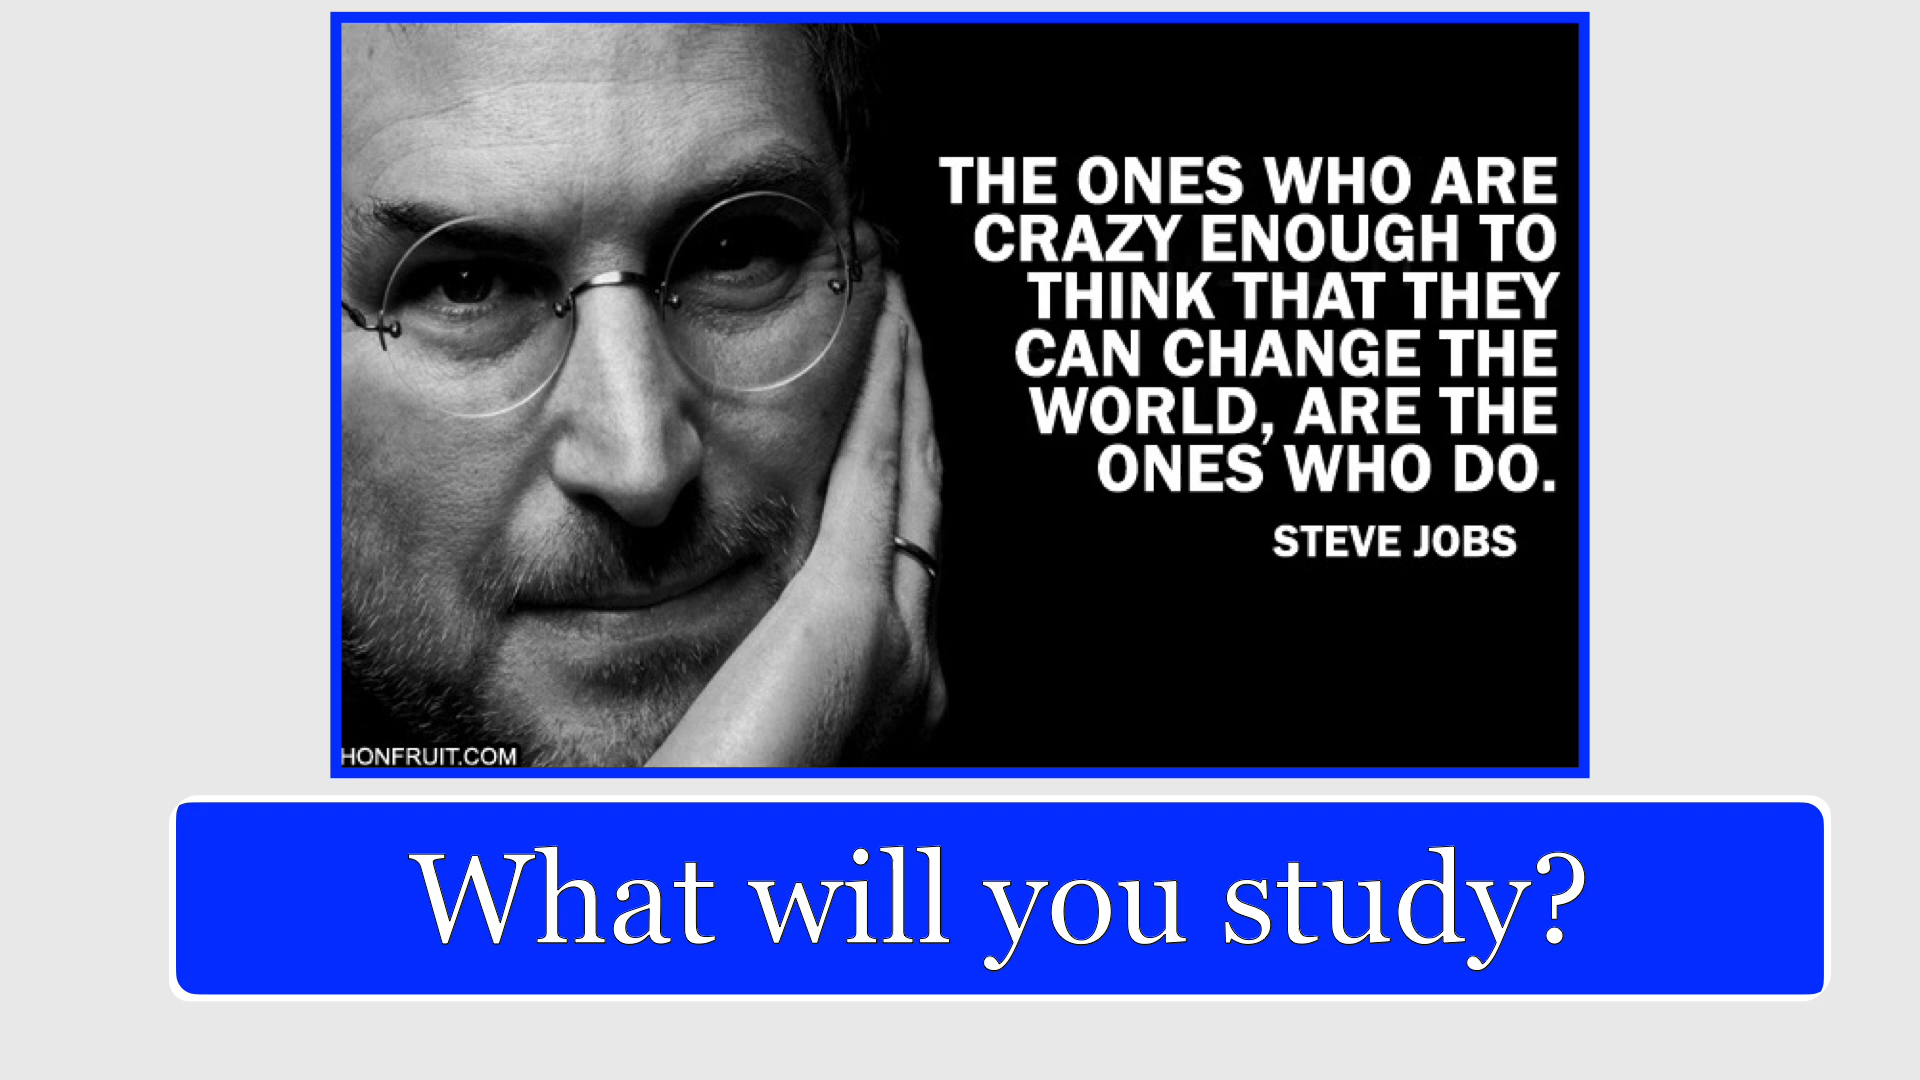 THE ONES WHO ARE
CRAZY ENOUGH TO
THINK THAT THEY
CAN CHANGE THE
WORLD, ARE THE
ONES WHO DO.
STEVE JOBS
HONFRUIT.COM
What will you study?